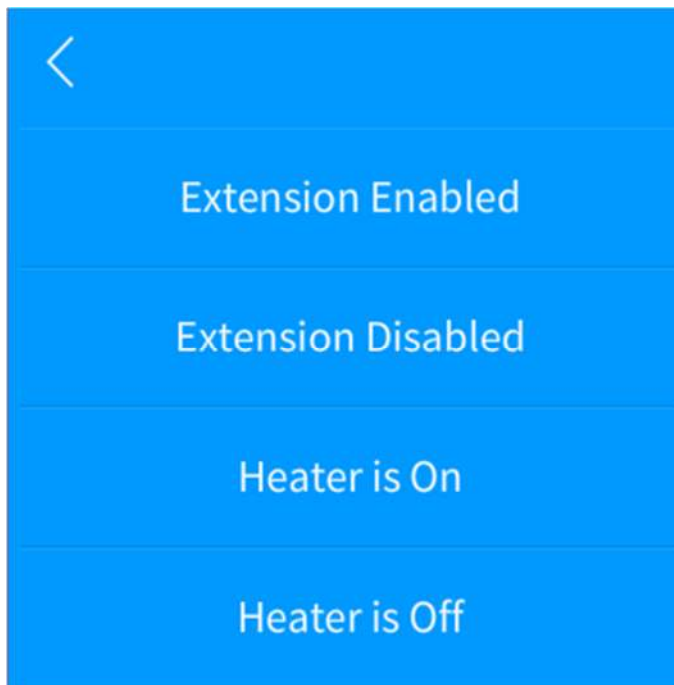 Extension Enabled
Extension Disabled
Heater is On
Heater is Off